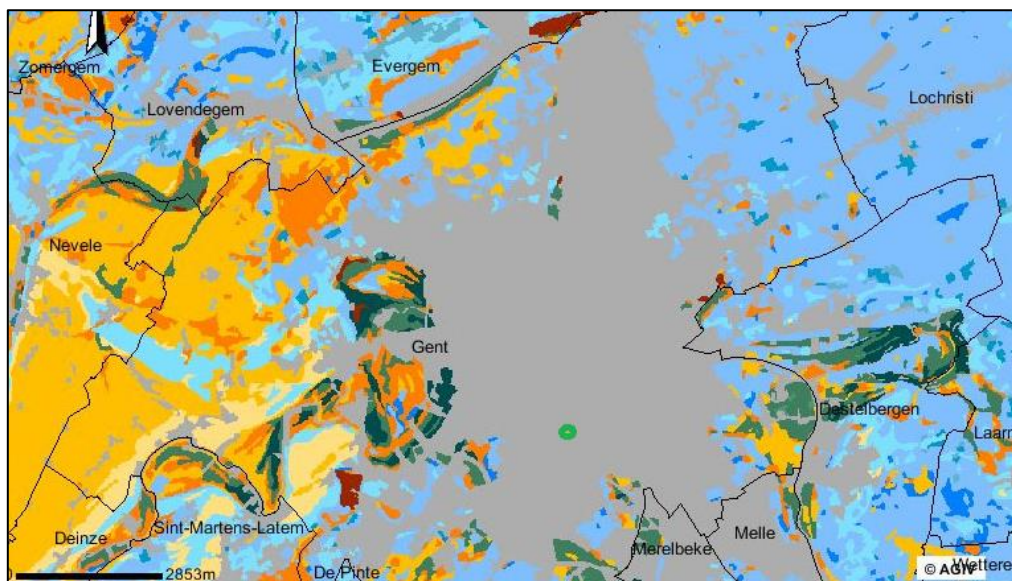 Zomergem
Evergem
Lovendegem
Lochristi
Nevele
Gent
Destelbergen
Laarn
Sint-Martens-Latem
Deinze
Merelbeke
Melle
De Pinte
Wettere
0 2853m
© AGIV